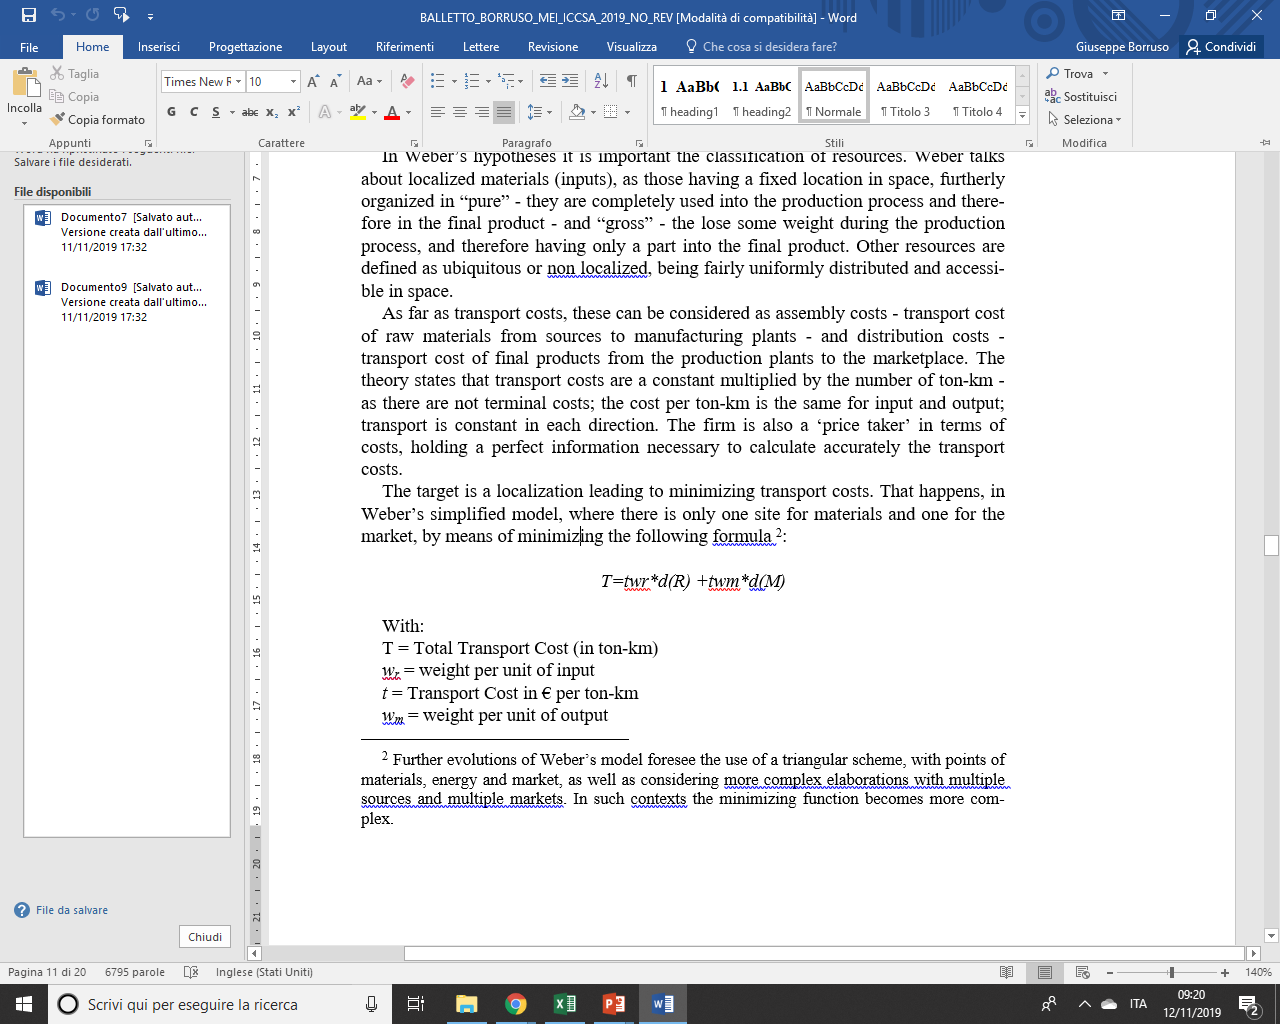 BALLETTO_BORRUSO_MEI_ICCSA_2019_NO_REV [Modalità di compatibilità] - Word
File Home Inserisci Progettazione Layout Riferimenti Lettere Revisione Visualizza Che cosa si desidera fare? Giuseppe Borruso Condividi
Incolla
Taglia
Copia
Copia formato
Times New R 10
G C S abc x₂ x²
1 AaBbC 1.1 AaBbC AaBbCcDd AaBbCcDd AaBbCcDd
¶ heading1 ¶ heading2 ¶ Normale ¶ Titolo 3 ¶ Titolo 4
Trova
Sostituisci
Seleziona
Appunti Carattere Paragrafo Stili Modifica
Salvare i file desiderati.
File disponibili
Documento7 [Salvato aut...
Versione creata dall'ultimo...
11/11/2019 17:32
Documento9 [Salvato aut...
Versione creata dall'ultimo...
11/11/2019 17:32
File da salvare
Chiudi
In Weber's hypotheses it is important the classification of resources. Weber talks
about localized materials (inputs), as those having a fixed location in space, furtherly
organized in “pure” - they are completely used into the production process and there-
fore in the final product - and “gross” - the lose some weight during the production
process, and therefore having only a part into the final product. Other resources are
defined as ubiquitous or non localized, being fairly uniformly distributed and accessi-
ble in space.
As far as transport costs, these can be considered as assembly costs - transport cost
of raw materials from sources to manufacturing plants - and distribution costs -
transport cost of final products from the production plants to the marketplace. The
theory states that transport costs are a constant multiplied by the number of ton-km -
as there are not terminal costs; the cost per ton-km is the same for input and output;
transport is constant in each direction. The firm is also a ‘price taker’ in terms of
costs, holding a perfect information necessary to calculate accurately the transport
costs.
The target is a localization leading to minimizing transport costs. That happens, in
Weber's simplified model, where there is only one site for materials and one for the
market, by means of minimizing the following formula ²:
T=twr*d(R) +twm*d(M)
With:
T = Total Transport Cost (in ton-km)
wr = weight per unit of input
t = Transport Cost in € per ton-km
wm = weight per unit of output
² Further evolutions of Weber's model foresee the use of a triangular scheme, with points of
materials, energy and market, as well as considering more complex elaborations with multiple
sources and multiple markets. In such contexts the minimizing function becomes more com-
plex.
Pagina 11 di 20 6795 parole Inglese (Stati Uniti) 140%
Scrivi qui per eseguire la ricerca
ITA
09:20
12/11/2019
2